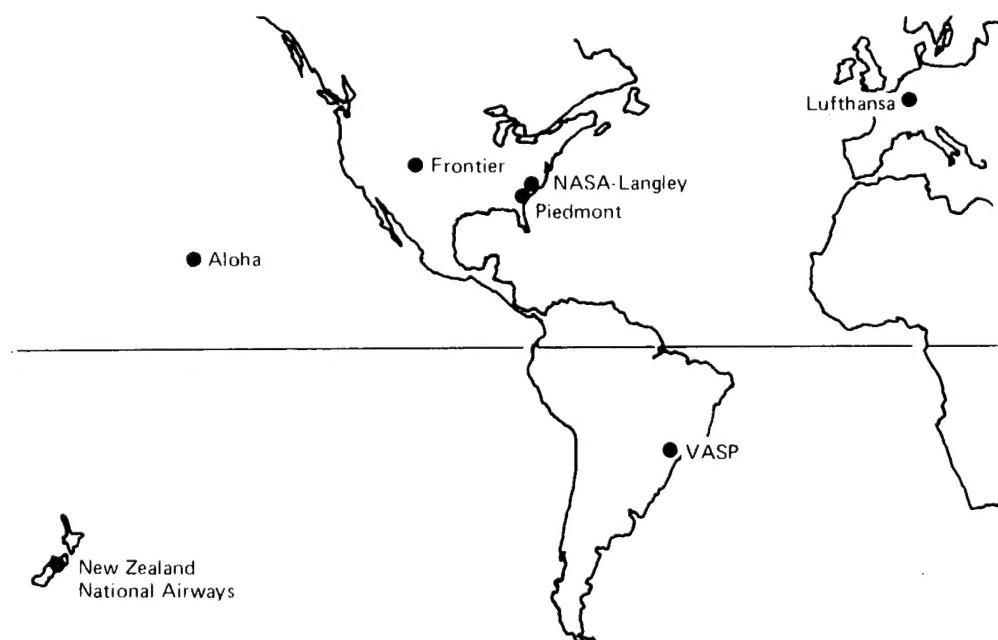 Lufthansa
Frontier
NASA-Langley
Piedmont
Aloha
VASP
New Zealand
National Airways